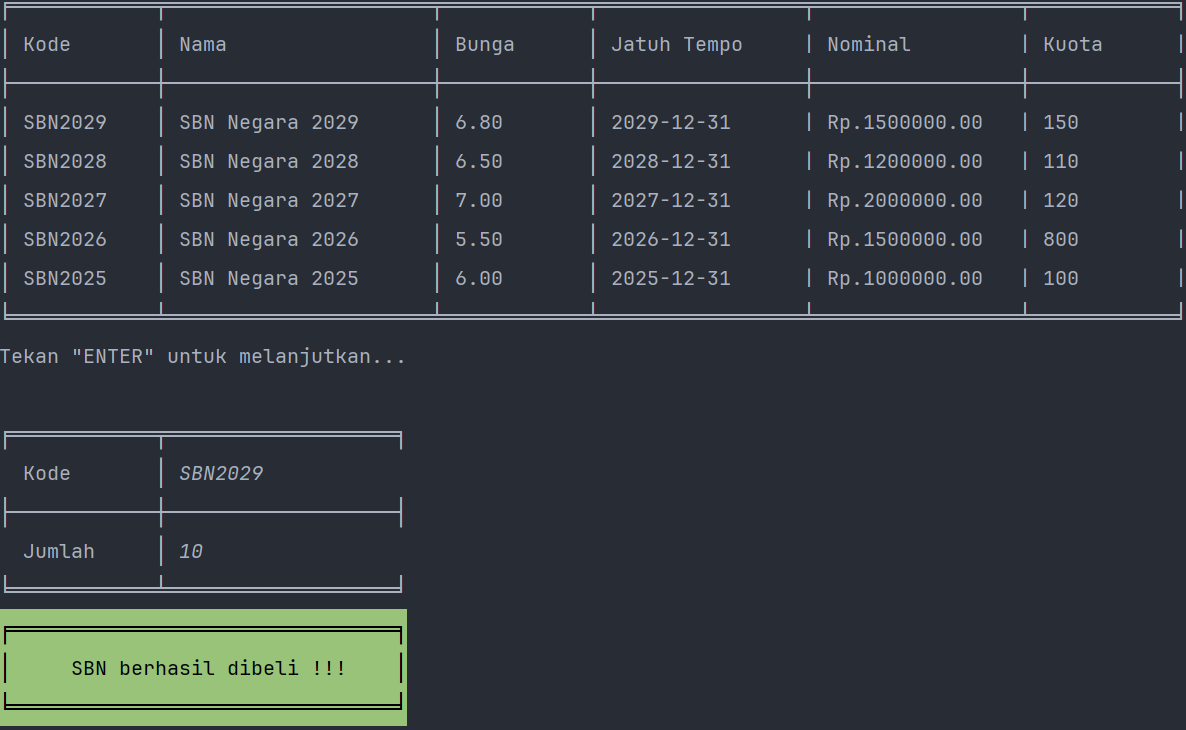 Kode Nama Bunga Jatuh Tempo Nominal Kuota
SBN2029 SBN Negara 2029 6.80 2029-12-31 Rp.1500000.00 150
SBN2028 SBN Negara 2028 6.50 2028-12-31 Rp.1200000.00 110
SBN2027 SBN Negara 2027 7.00 2027-12-31 Rp.2000000.00 120
SBN2026 SBN Negara 2026 5.50 2026-12-31 Rp.1500000.00 800
SBN2025 SBN Negara 2025 6.00 2025-12-31 Rp.1000000.00 100
Tekan "ENTER" untuk melanjutkan...
Kode SBN2029
Jumlah 10
SBN berhasil dibeli !!!